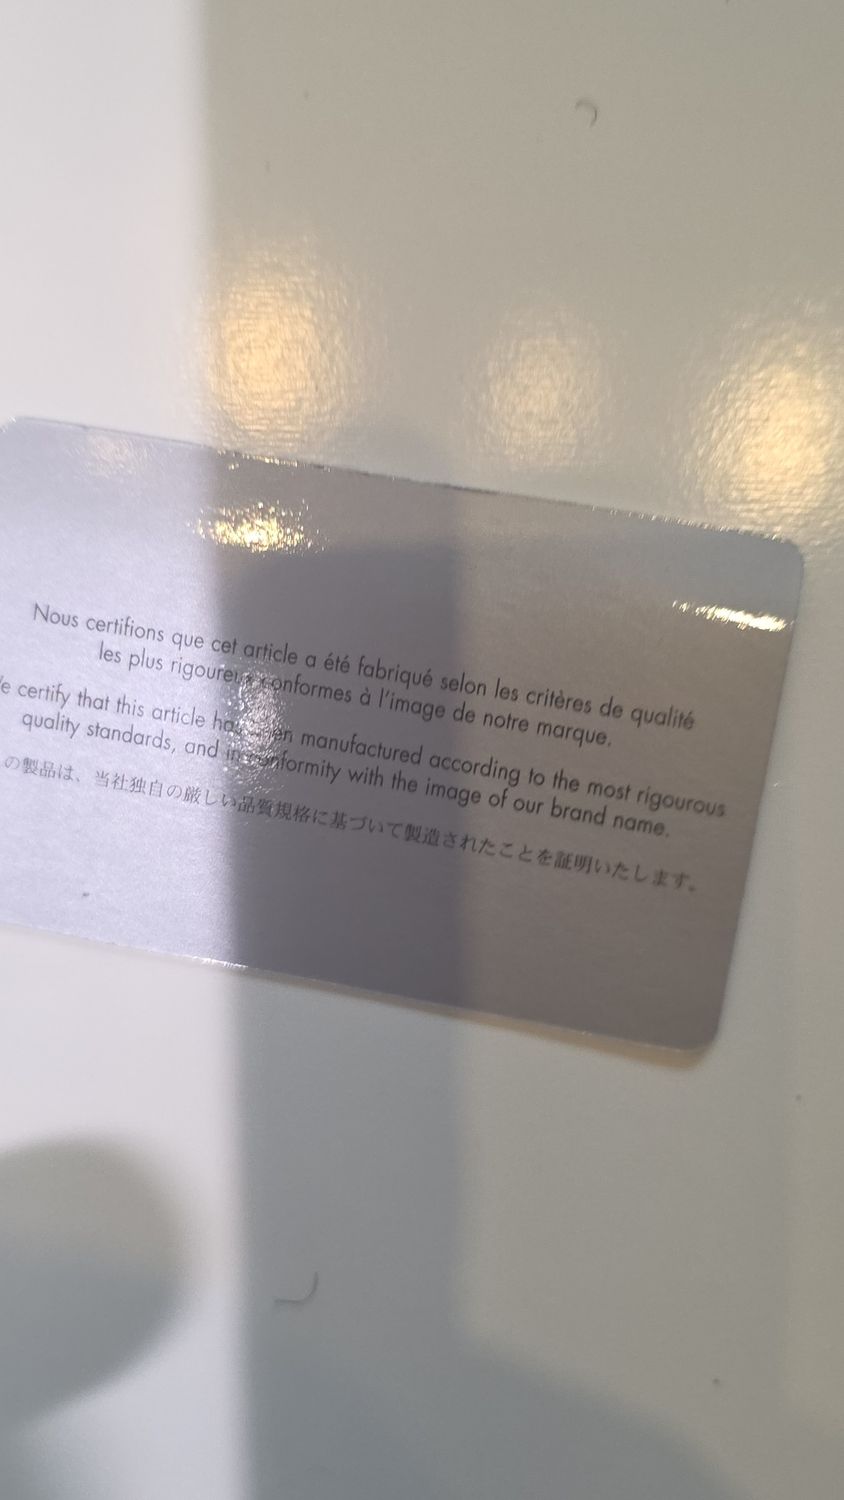 Nous certifions que cet article a été fabriqué selon les critères de qualité
les plus rigoureux conformes à l'image de notre marque.
certify that this article has been manufactured according to the most rigourous
quality standards, and in conformity with the image of our brand name.
の製品は、当社独自の厳しい品質規格に基づいて製造されたことを証明いたします。